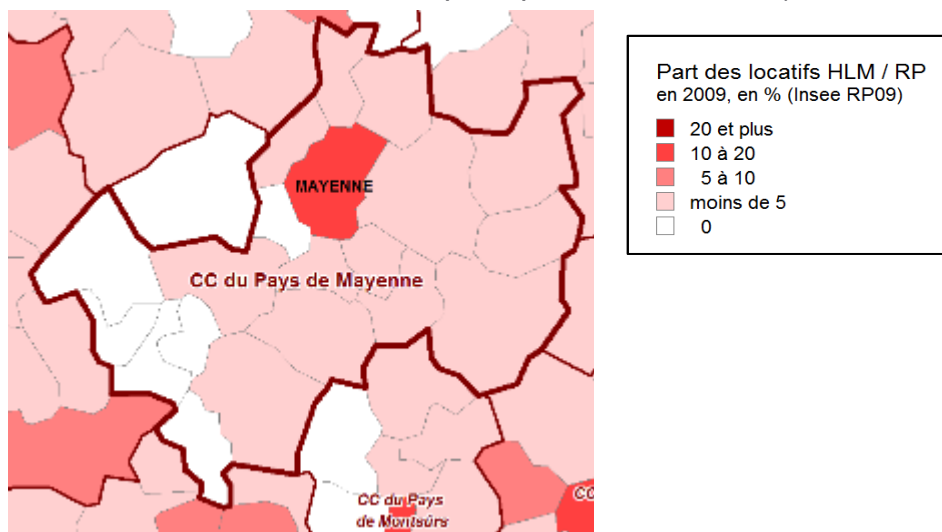 MAYENNE
CC du Pays de Mayenne
CC du Pays
de Montsûrs
CC
Part des locatifs HLM / RP
en 2009, en % (Insee RP09)
20 et plus
10 à 20
5 à 10
moins de 5
0